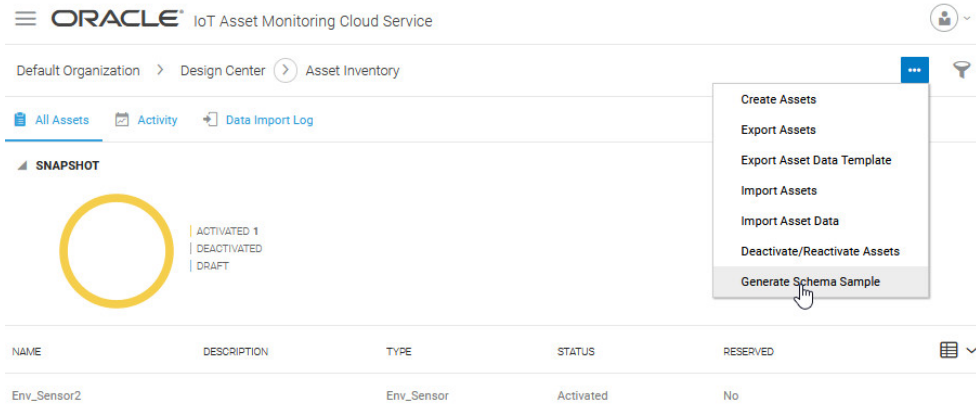 ORACLE® IoT Asset Monitoring Cloud Service
Default Organization > Design Center > Asset Inventory
All Assets Activity Data Import Log
Create Assets
Export Assets
Export Asset Data Template
Import Assets
Import Asset Data
Deactivate/Reactivate Assets
Generate Schema Sample
SNAPSHOT
ACTIVATED 1
DEACTIVATED
DRAFT
NAME DESCRIPTION TYPE STATUS RESERVED
Env_Sensor2 Env_Sensor Activated No